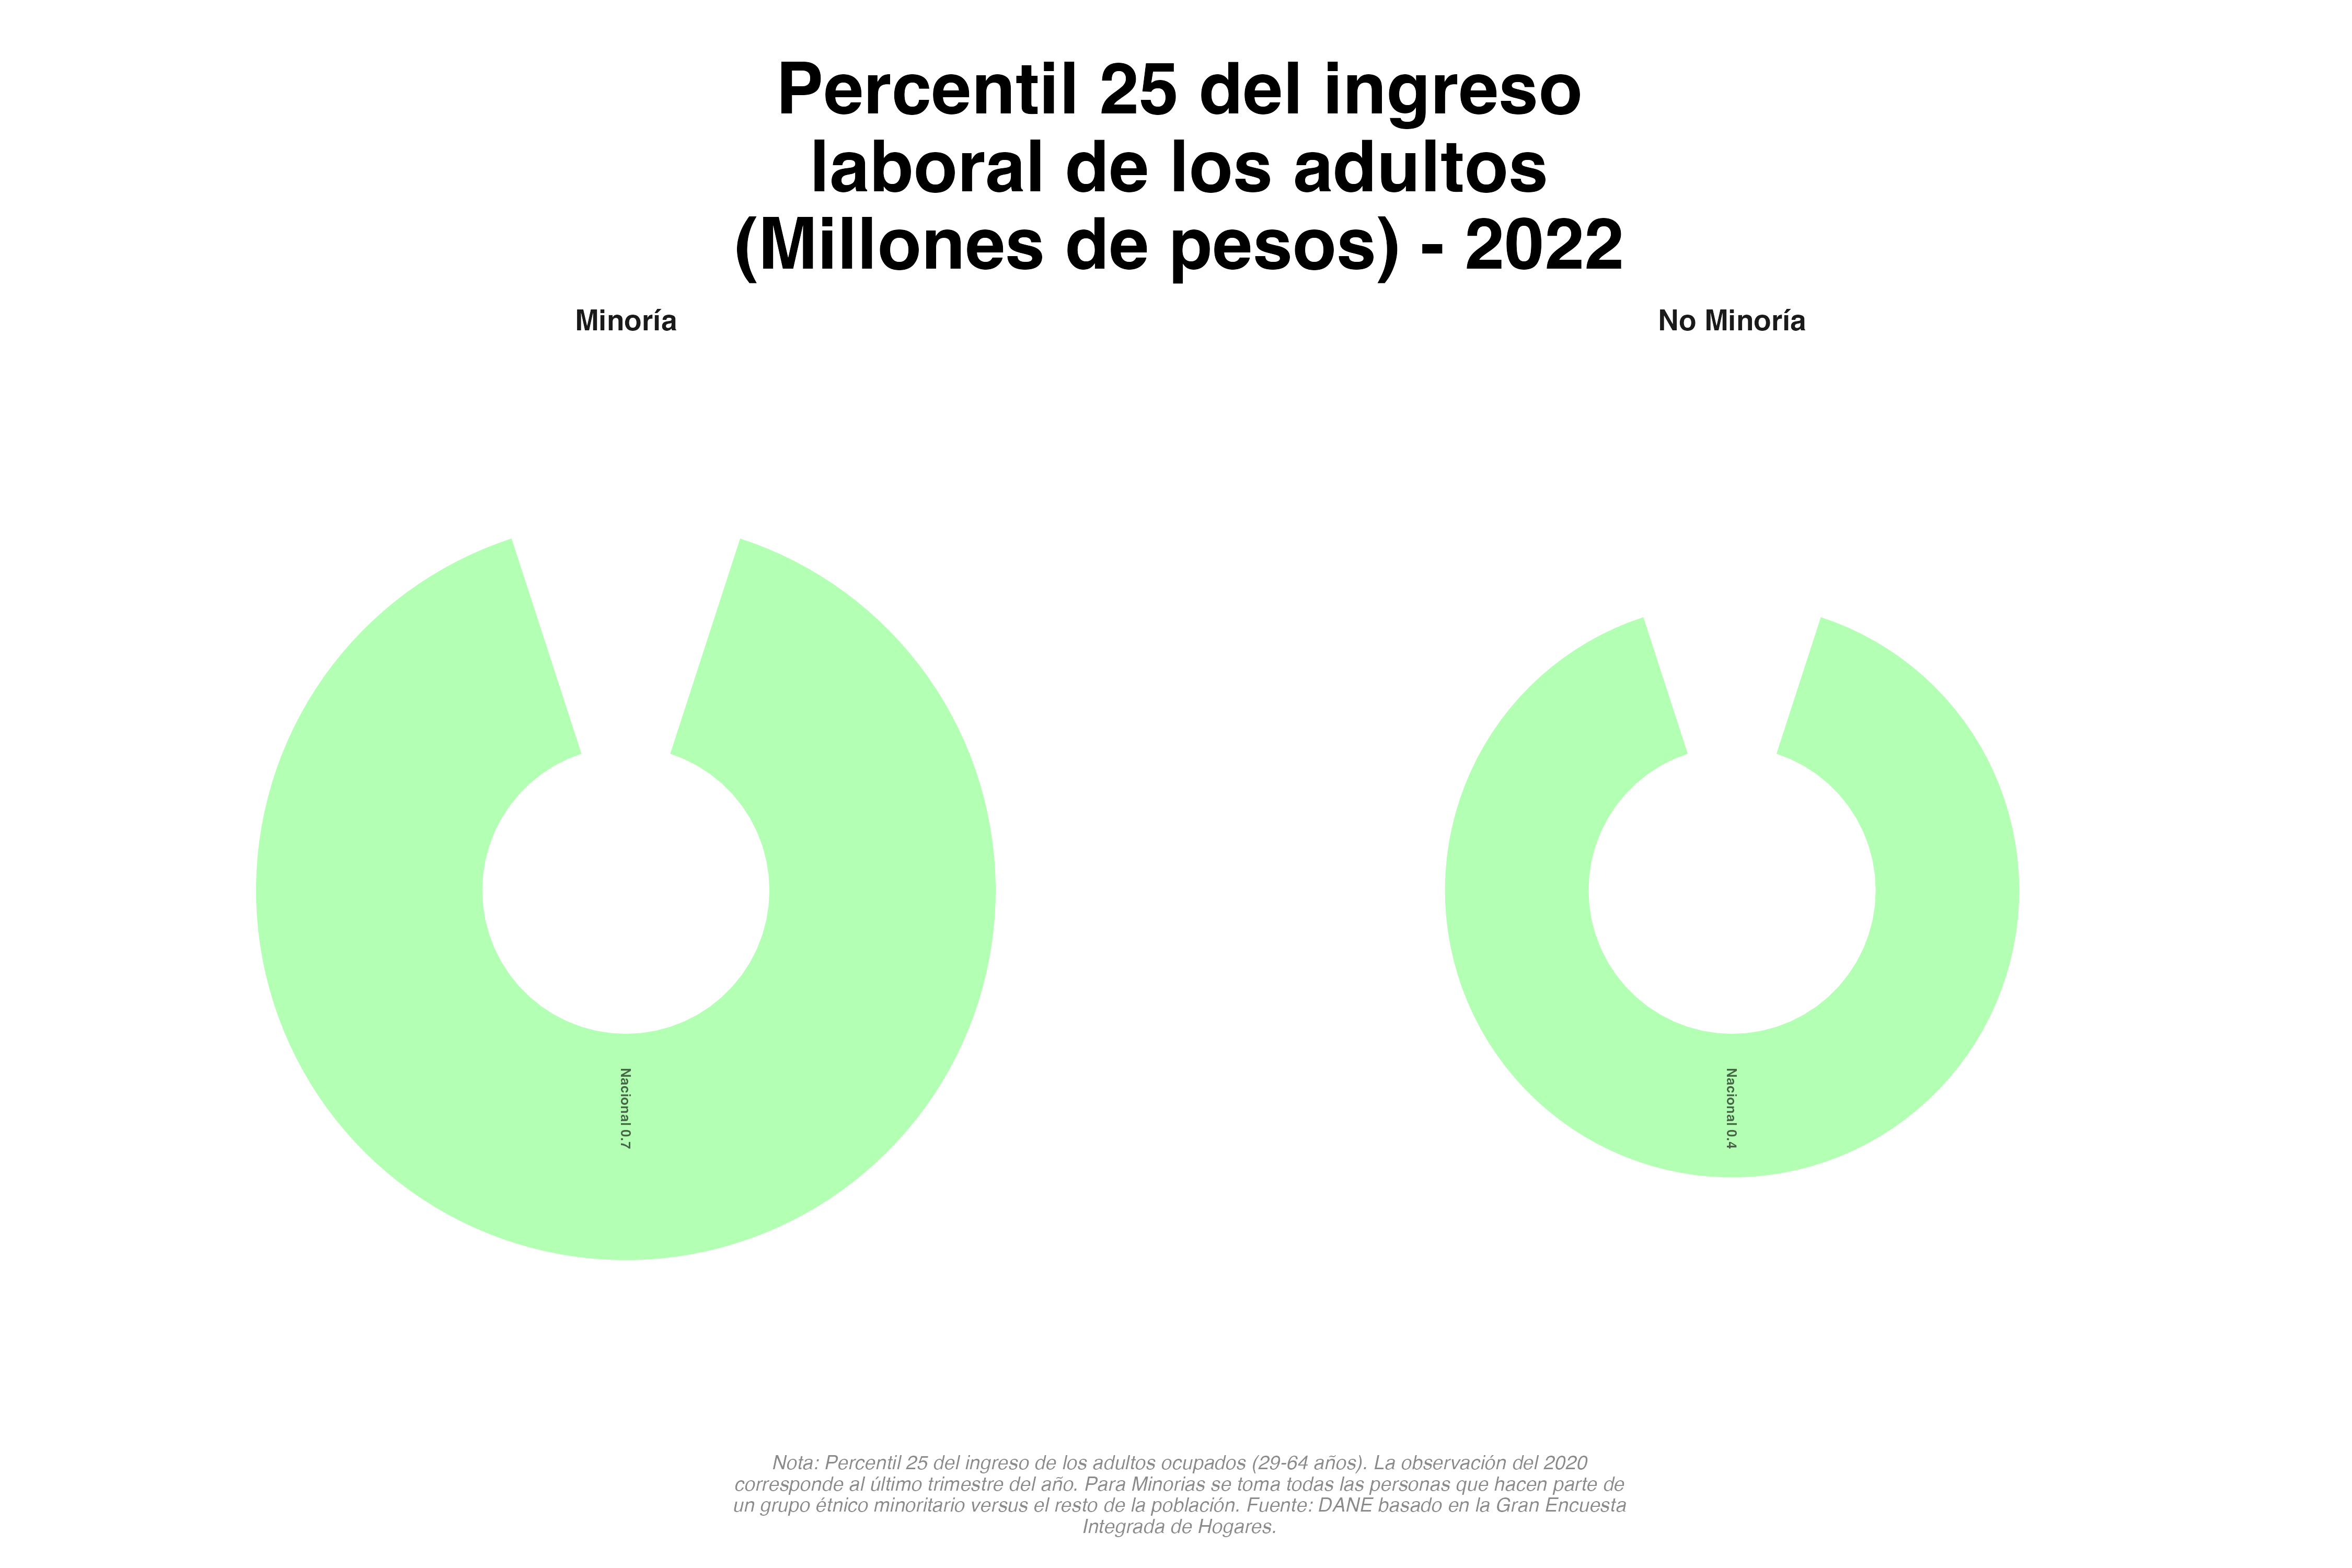 Percentil 25 del ingreso
laboral de los adultos
(Millones de pesos) - 2022
Minoría
No Minoría
Nacional 0.7
Nacional 0.4
Nota: Percentil 25 del ingreso de los adultos ocupados (29-64 años). La observación del 2020
corresponde al último trimestre del año. Para Minorias se toma todas las personas que hacen parte de
un grupo étnico minoritario versus el resto de la población. Fuente: DANE basado en la Gran Encuesta
Integrada de Hogares.